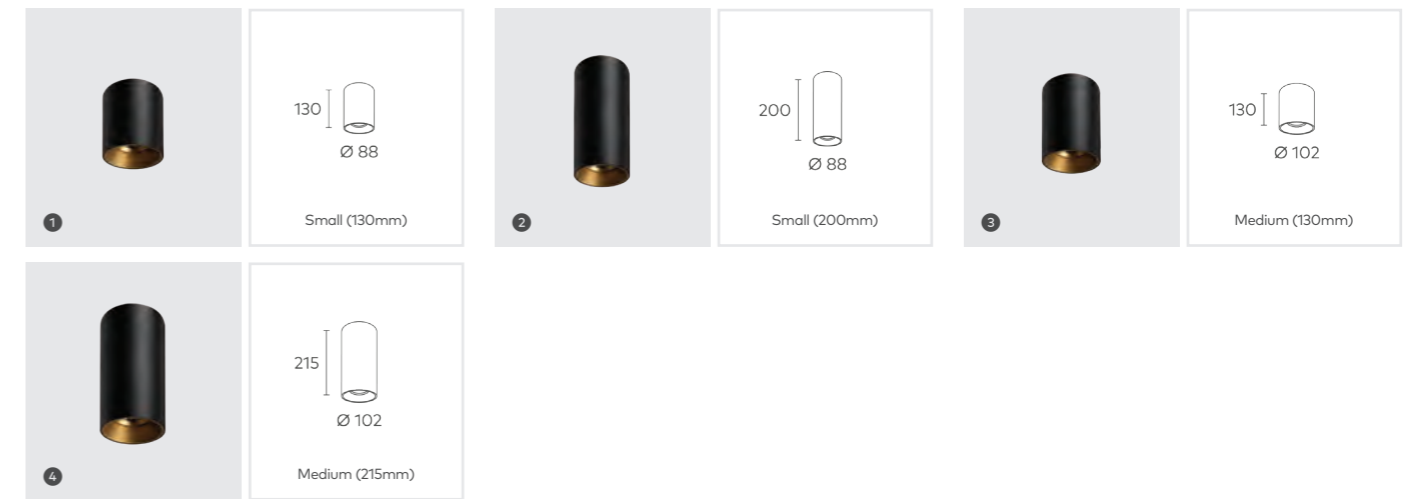 130
Ø 88
1
Small (130mm)
200
Ø 88
2
Small (200mm)
130
Ø 102
3
Medium (130mm)
215
Ø 102
4
Medium (215mm)